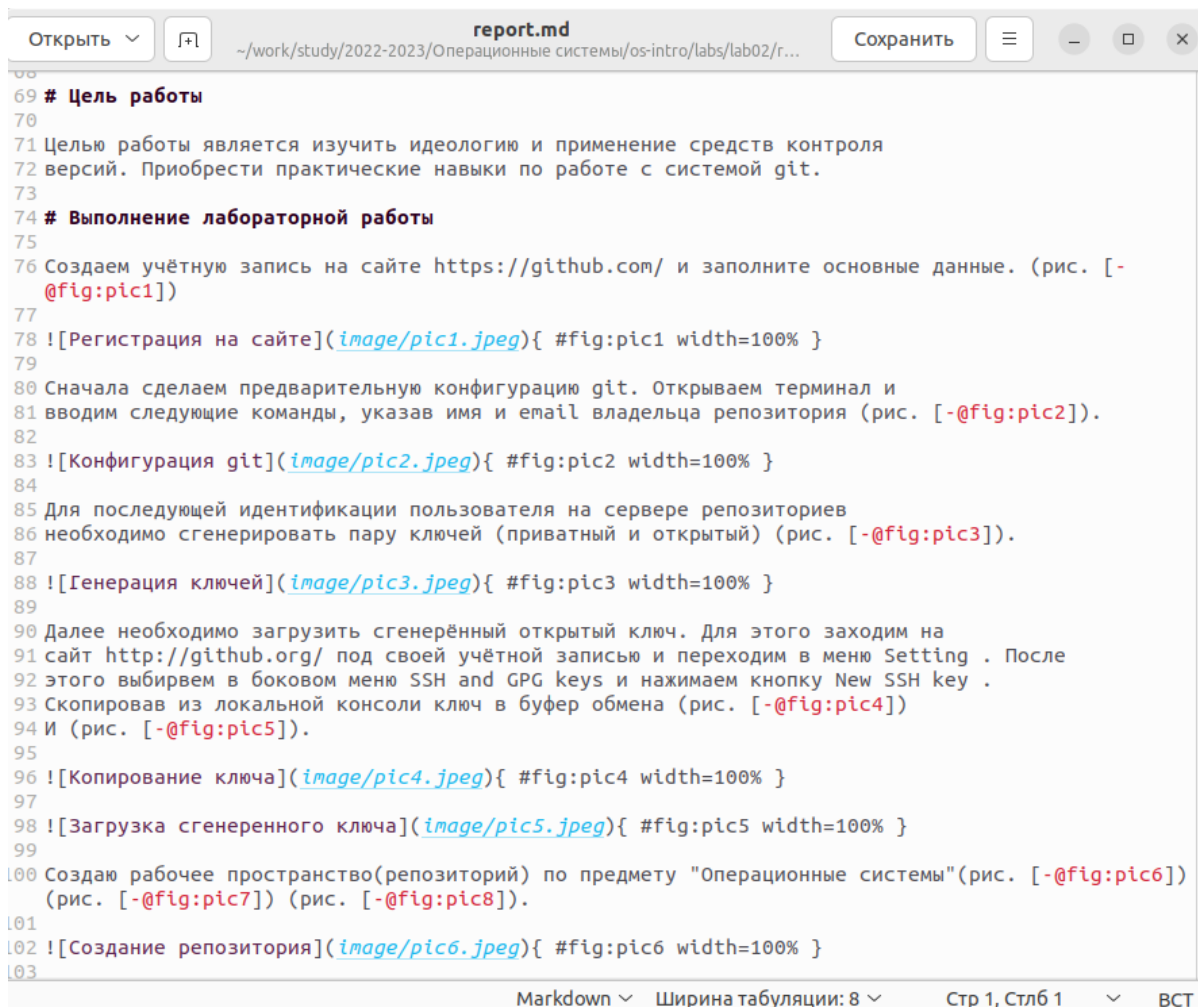 Открыть
report.md
~/work/study/2022-2023/Операционные системы/os-intro/labs/lab02/r...
Сохранить
68
69 # Цель работы
70
71 Целью работы является изучить идеологию и применение средств контроля
72 версий. Приобрести практические навыки по работе с системой git.
73
74 # Выполнение лабораторной работы
75
76 Создаем учётную запись на сайте https://github.com/ и заполните основные данные. (рис. [-
@fig:pic1])
77
78 ![Регистрация на сайте](image/pic1.jpeg){ #fig:pic1 width=100% }
79
80 Сначала сделаем предварительную конфигурацию git. Открываем терминал и
81 вводим следующие команды, указав имя и email владельца репозитория (рис. [-@fig:pic2]).
82
83 ![Конфигурация git](image/pic2.jpeg){ #fig:pic2 width=100% }
84
85 Для последующей идентификации пользователя на сервере репозиториев
86 необходимо сгенерировать пару ключей (приватный и открытый) (рис. [-@fig:pic3]).
87
88 ![Генерация ключей](image/pic3.jpeg){ #fig:pic3 width=100% }
89
90 Далее необходимо загрузить сгенерённый открытый ключ. Для этого заходим на
91 сайт http://github.org/ под своей учётной записью и переходим в меню Setting . После
92 этого выбирвем в боковом меню SSH and GPG keys и нажимаем кнопку New SSH key .
93 Скопировав из локальной консоли ключ в буфер обмена (рис. [-@fig:pic4])
94 И (рис. [-@fig:pic5]).
95
96 ![Копирование ключа](image/pic4.jpeg){ #fig:pic4 width=100% }
97
98 ![Загрузка сгенеренного ключа](image/pic5.jpeg){ #fig:pic5 width=100% }
99
100 Создаю рабочее пространство(репозиторий) по предмету "Операционные системы"(рис. [-@fig:pic6])
(рис. [-@fig:pic7]) (рис. [-@fig:pic8]).
101
102 ![Создание репозитория](image/pic6.jpeg){ #fig:pic6 width=100% }
103
Markdown Ширина табуляции: 8 Стр 1, Стлб 1 ВСТ